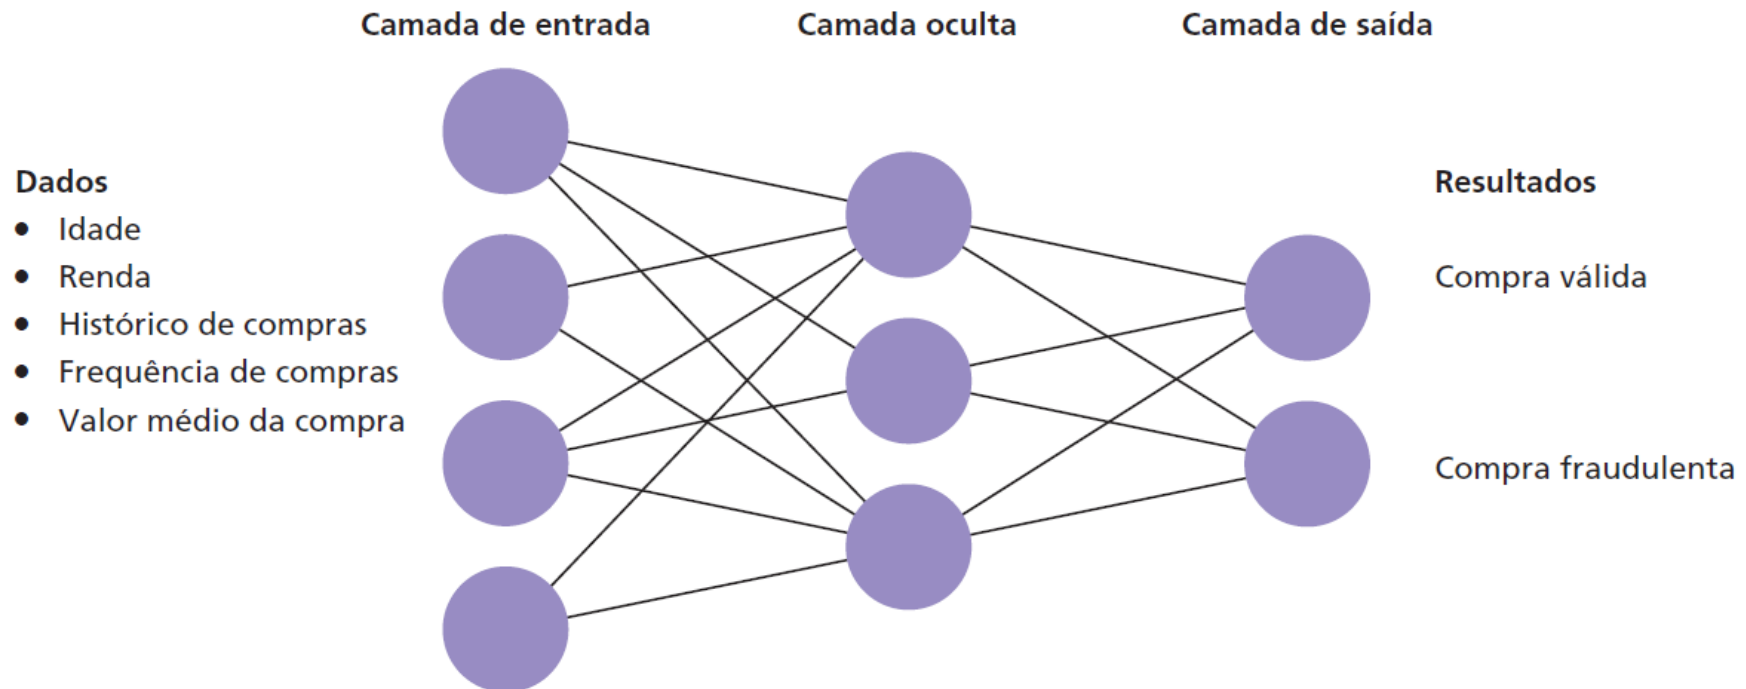 Camada de entrada
Camada oculta
Camada de saída
Dados
• Idade
• Renda
• Histórico de compras
• Frequência de compras
• Valor médio da compra
Resultados
Compra válida
Compra fraudulenta